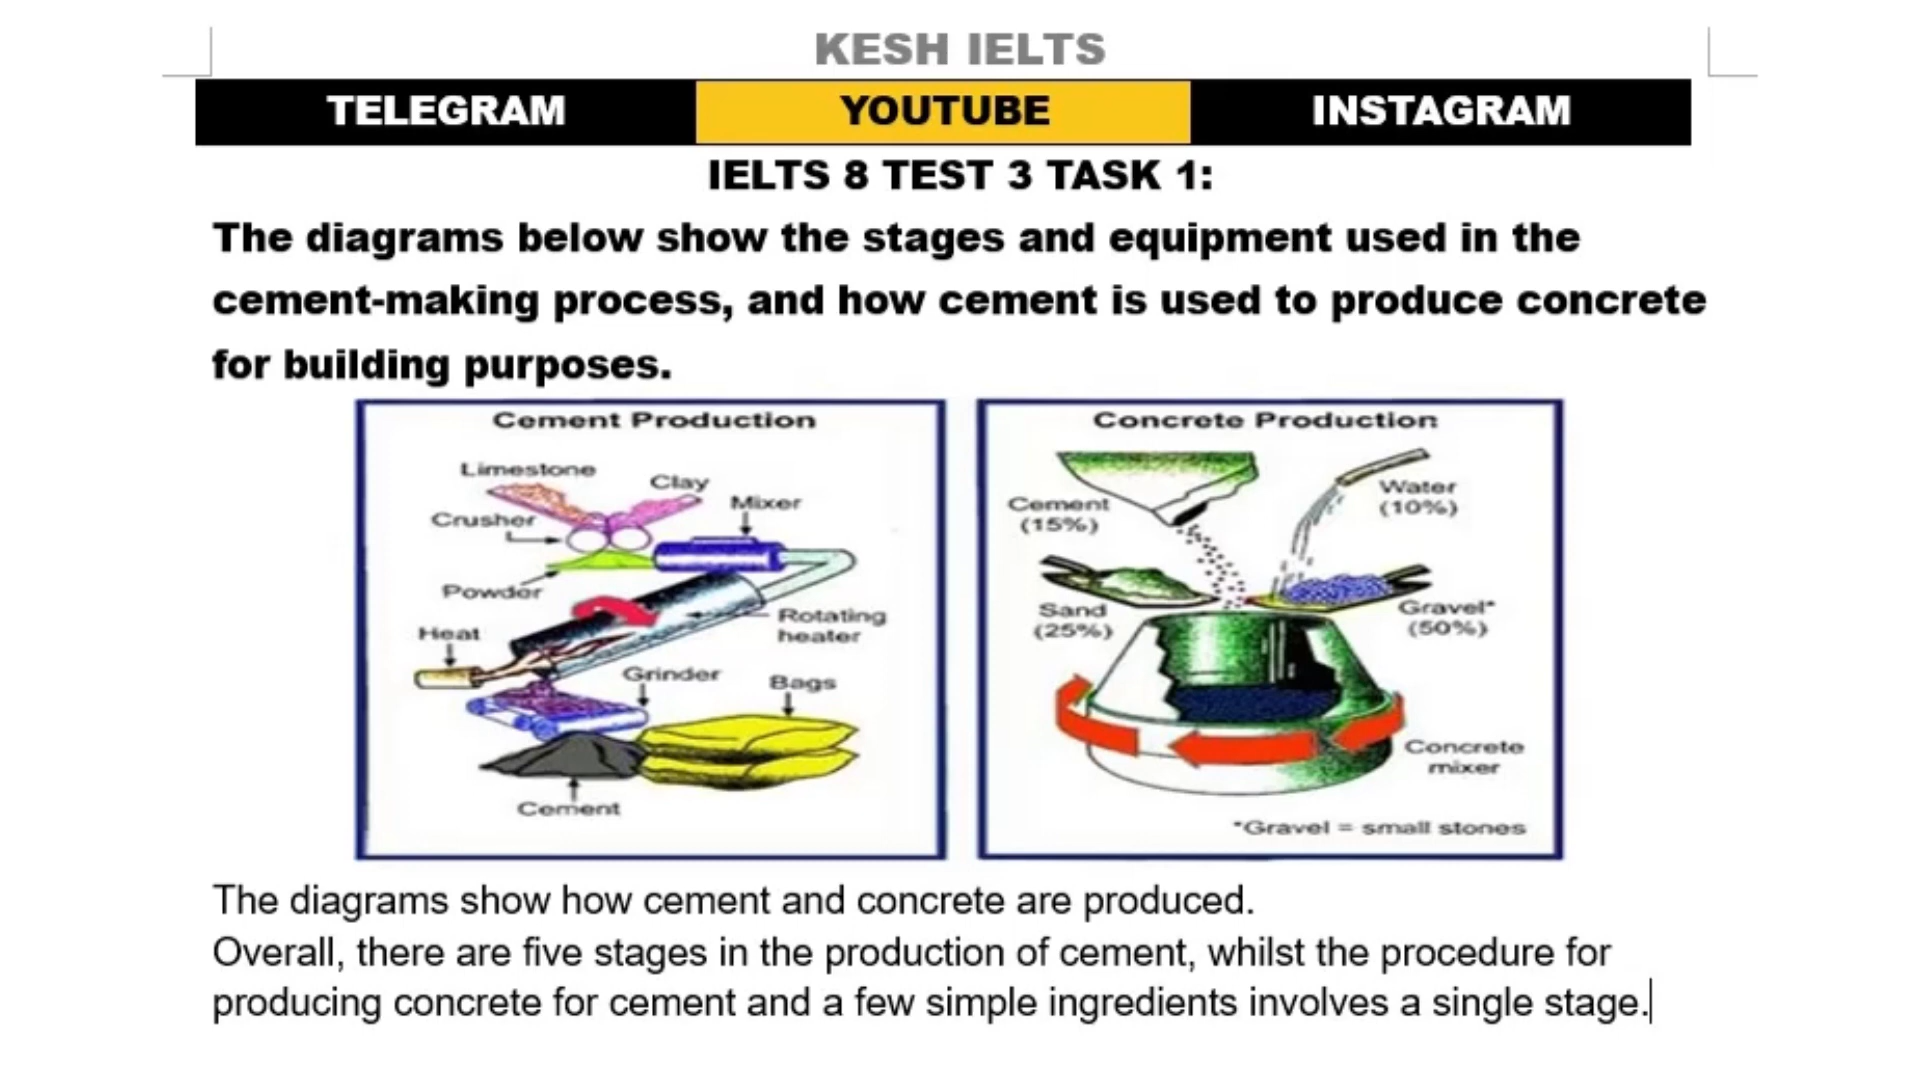 KESH IELTS
TELEGRAM YOUTUBE INSTAGRAM
IELTS 8 TEST 3 TASK 1:
The diagrams below show the stages and equipment used in the
cement-making process, and how cement is used to produce concrete
for building purposes.
Cement Production
Limestone
Clay
Mixer
Crusher
Powder
Rotating
heater
Heat
Grinder
Bags
Cement
Concrete Production
Cement
(15%)
Water
(10%)
Sand
(25%)
Gravel*
(50%)
Concrete
mixer
*Gravel = small stones
The diagrams show how cement and concrete are produced.
Overall, there are five stages in the production of cement, whilst the procedure for
producing concrete for cement and a few simple ingredients involves a single stage.